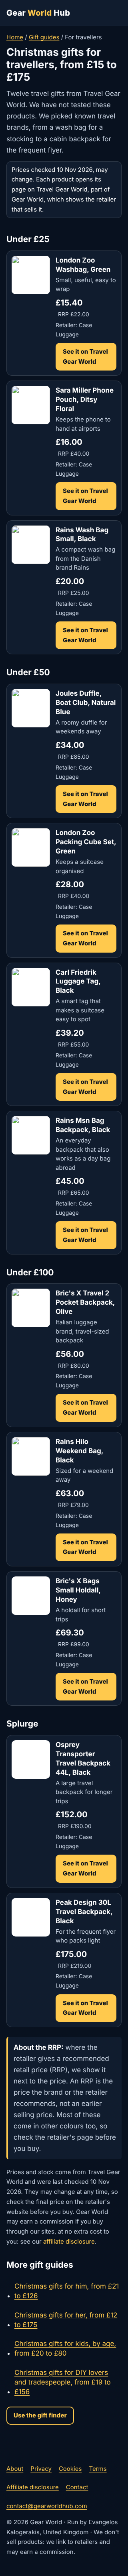 Gear World Hub
Home / Gift guides / For travellers
Christmas gifts for
travellers, from £15 to
£175
Twelve travel gifts from Travel Gear
World. We have not tested these
products. We picked known travel
brands, from a wash bag for a
weekend bag to a cabin backpack
for the frequent flyer.
Prices checked 10 Nov 2026, may
change. Each product opens its
page on Travel Gear World, part of
Gear World, which shows the retailer
that sells it.
Under £25
London Zoo
Washbag, Green
Small, useful, easy to
wrap
£15.40
RRP £22.00
Retailer: Case
Luggage
See it on Travel
Gear World
Sara Miller Phone
Pouch, Ditsy
Floral
Keeps the phone to
hand at airports
£16.00
RRP £40.00
Retailer: Case
Luggage
See it on Travel
Gear World
Rains Wash Bag
Small, Black
A compact wash bag
from the Danish
brand Rains
£20.00
RRP £25.00
Retailer: Case
Luggage
See it on Travel
Gear World
Under £50
Joules Duffle,
Boat Club, Natural
Blue
A roomy duffle for
weekends away
£34.00
RRP £85.00
Retailer: Case
Luggage
See it on Travel
Gear World
London Zoo
Packing Cube Set,
Green
Keeps a suitcase
organised
£28.00
RRP £40.00
Retailer: Case
Luggage
See it on Travel
Gear World
Carl Friedrik
Luggage Tag,
Black
A smart tag that
makes a suitcase
easy to spot
£39.20
RRP £55.00
Retailer: Case
Luggage
See it on Travel
Gear World
Rains Msn Bag
Backpack, Black
An everyday
backpack that also
works as a day bag
abroad
£45.00
RRP £65.00
Retailer: Case
Luggage
See it on Travel
Gear World
Under £100
Bric's X Travel 2
Pocket Backpack,
Olive
Italian luggage
brand, travel-sized
backpack
£56.00
RRP £80.00
Retailer: Case
Luggage
See it on Travel
Gear World
Rains Hilo
Weekend Bag,
Black
Sized for a weekend
away
£63.00
RRP £79.00
Retailer: Case
Luggage
See it on Travel
Gear World
Bric's X Bags
Small Holdall,
Honey
A holdall for short
trips
£69.30
RRP £99.00
Retailer: Case
Luggage
See it on Travel
Gear World
Splurge
Osprey
Transporter
Travel Backpack
44L, Black
A large travel
backpack for longer
trips
£152.00
RRP £190.00
Retailer: Case
Luggage
See it on Travel
Gear World
Peak Design 30L
Travel Backpack,
Black
For the frequent flyer
who packs light
£175.00
RRP £219.00
Retailer: Case
Luggage
See it on Travel
Gear World
About the RRP: where the
retailer gives a recommended
retail price (RRP), we show it
next to the price. An RRP is the
price the brand or the retailer
recommends, not an earlier
selling price. Most of these
come in other colours too, so
check the retailer's page before
you buy.
Prices and stock come from Travel Gear
World and were last checked 10 Nov
2026. They may change at any time, so
the final price on the retailer's
website before you buy. Gear World
may earn a commission if you buy
through our sites, at no extra cost to
you: see our affiliate disclosure.
More gift guides
Christmas gifts for him, from £21
to £126
Christmas gifts for her, from £12
to £175
Christmas gifts for kids, by age,
from £20 to £80
Christmas gifts for DIY lovers
and tradespeople, from £19 to
£156
Use the gift finder
About Privacy Cookies Terms
Affiliate disclosure Contact
contact@gearworldhub.com
© 2026 Gear World · Run by Evangelos
Kalogerakis, United Kingdom · We don't
sell products: we link to retailers and
may earn a commission.